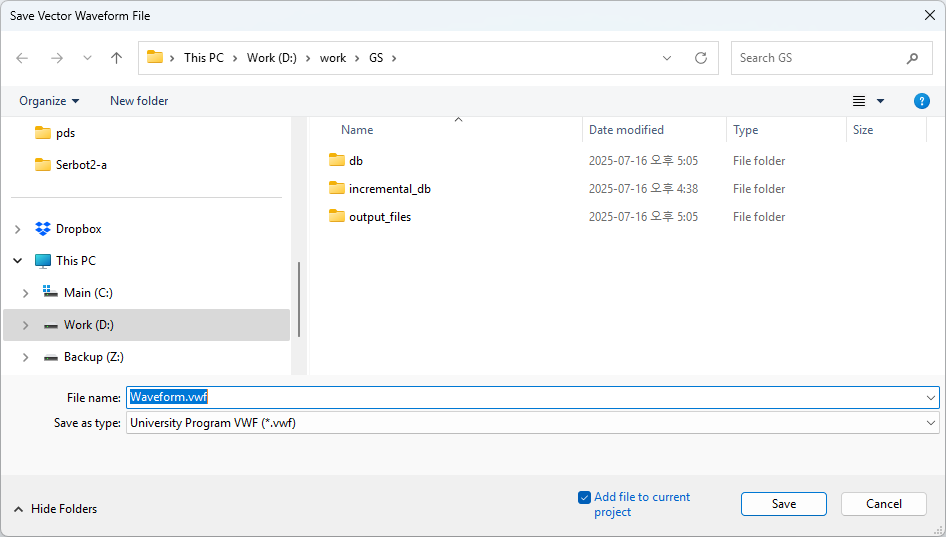 Save Vector Waveform File
This PC Work (D:) work GS
Search GS
Organize New folder
pds
Serbot2-a
Dropbox
This PC
Main (C:)
Work (D:)
Backup (Z:)
Name Date modified Type Size
db 2025-07-16 오후 5:05 File folder
incremental_db 2025-07-16 오후 4:38 File folder
output_files 2025-07-16 오후 5:05 File folder
File name: Waveform.vwf
Save as type: University Program VWF (*.vwf)
Hide Folders
Add file to current
project
Save
Cancel